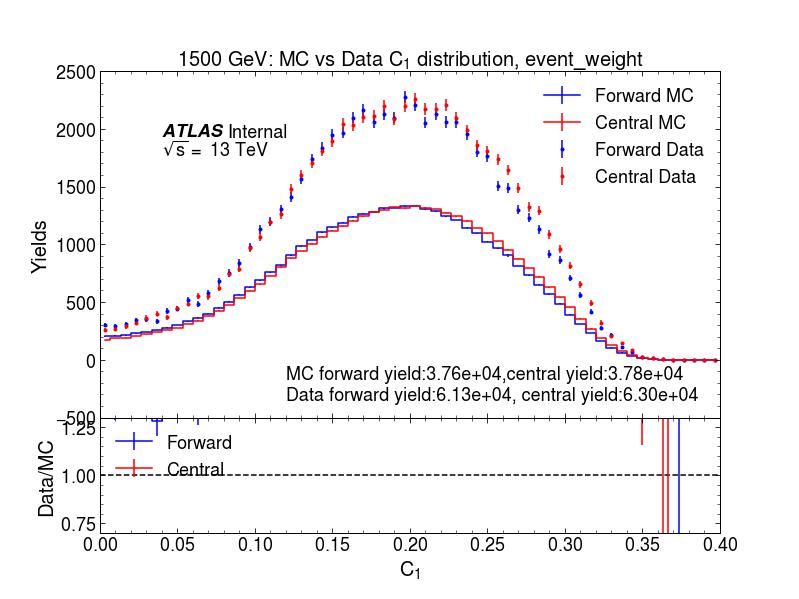 1500 GeV: MC vs Data C₁ distribution, event_weight
2500
2000
1500
1000
500
0
-500
Yields
ATLAS Internal
√s = 13 TeV
Forward MC
Central MC
Forward Data
Central Data
MC forward yield:3.76e+04,central yield:3.78e+04
Data forward yield:6.13e+04, central yield:6.30e+04
1.25
1.00
0.75
Data/MC
Forward
Central
0.00 0.05 0.10 0.15 0.20 0.25 0.30 0.35 0.40
C₁